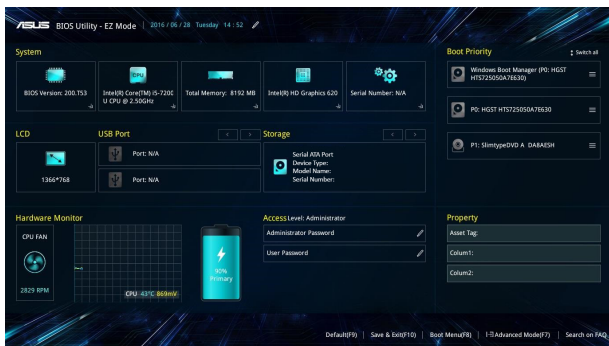 ASUS BIOS Utility - EZ Mode 2016 / 06 / 28 Tuesday 14 : 52
System
BIOS Version: 200.T53
CPU
Intel(R) Core(TM) i5-7200
U CPU @ 2.50GHz
Total Memory: 8192 MB
Intel(R) HD Graphics 620
Serial Number: N/A
Boot Priority
Switch all
Windows Boot Manager (P0: HGST
HTS725050A7E630)
P0: HGST HTS725050A7E630
P1: SlimtypeDVD A DA8AESH
LCD
1366*768
USB Port
Port: N/A
Port: N/A
Storage
Serial ATA Port
Device Type:
Model Name:
Serial Number:
Hardware Monitor
CPU FAN
2829 RPM
CPU 43°C 869mV
90%
Primary
Access Level: Administrator
Administrator Password
User Password
Property
Asset Tag:
Colum1:
Colum2:
Default(F9) Save & Exit(F10) Boot Menu(F8) Advanced Mode(F7) Search on FAQ